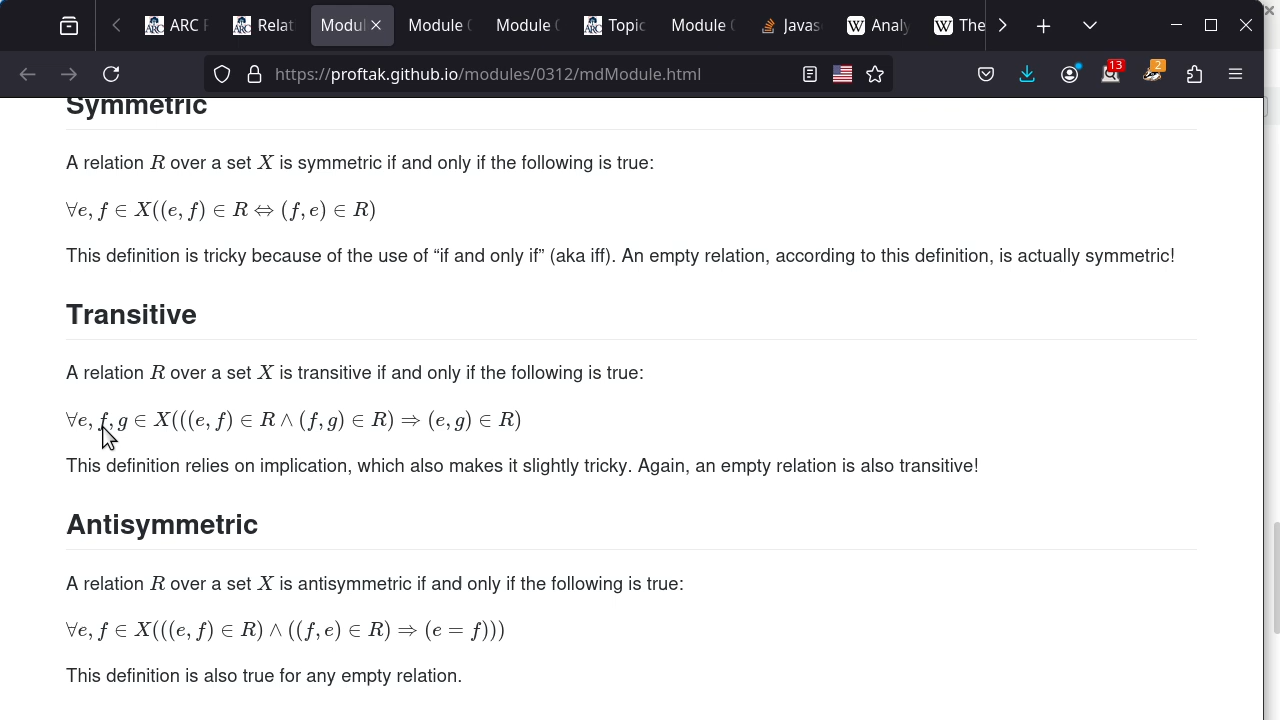 ARC
Relat
Modul
Module
Module
Topic
Module
Javas
Analy
The
https://proftak.github.io/modules/0312/mdModule.html
13
2
Symmetric
A relation R over a set X is symmetric if and only if the following is true:
∀e, f ∈ X((e, f) ∈ R ⇔ (f, e) ∈ R)
This definition is tricky because of the use of “if and only if” (aka iff). An empty relation, according to this definition, is actually symmetric!
Transitive
A relation R over a set X is transitive if and only if the following is true:
∀e, f, g ∈ X(((e, f) ∈ R ∧ (f, g) ∈ R) ⇒ (e, g) ∈ R)
This definition relies on implication, which also makes it slightly tricky. Again, an empty relation is also transitive!
Antisymmetric
A relation R over a set X is antisymmetric if and only if the following is true:
∀e, f ∈ X(((e, f) ∈ R) ∧ ((f, e) ∈ R) ⇒ (e = f)))
This definition is also true for any empty relation.